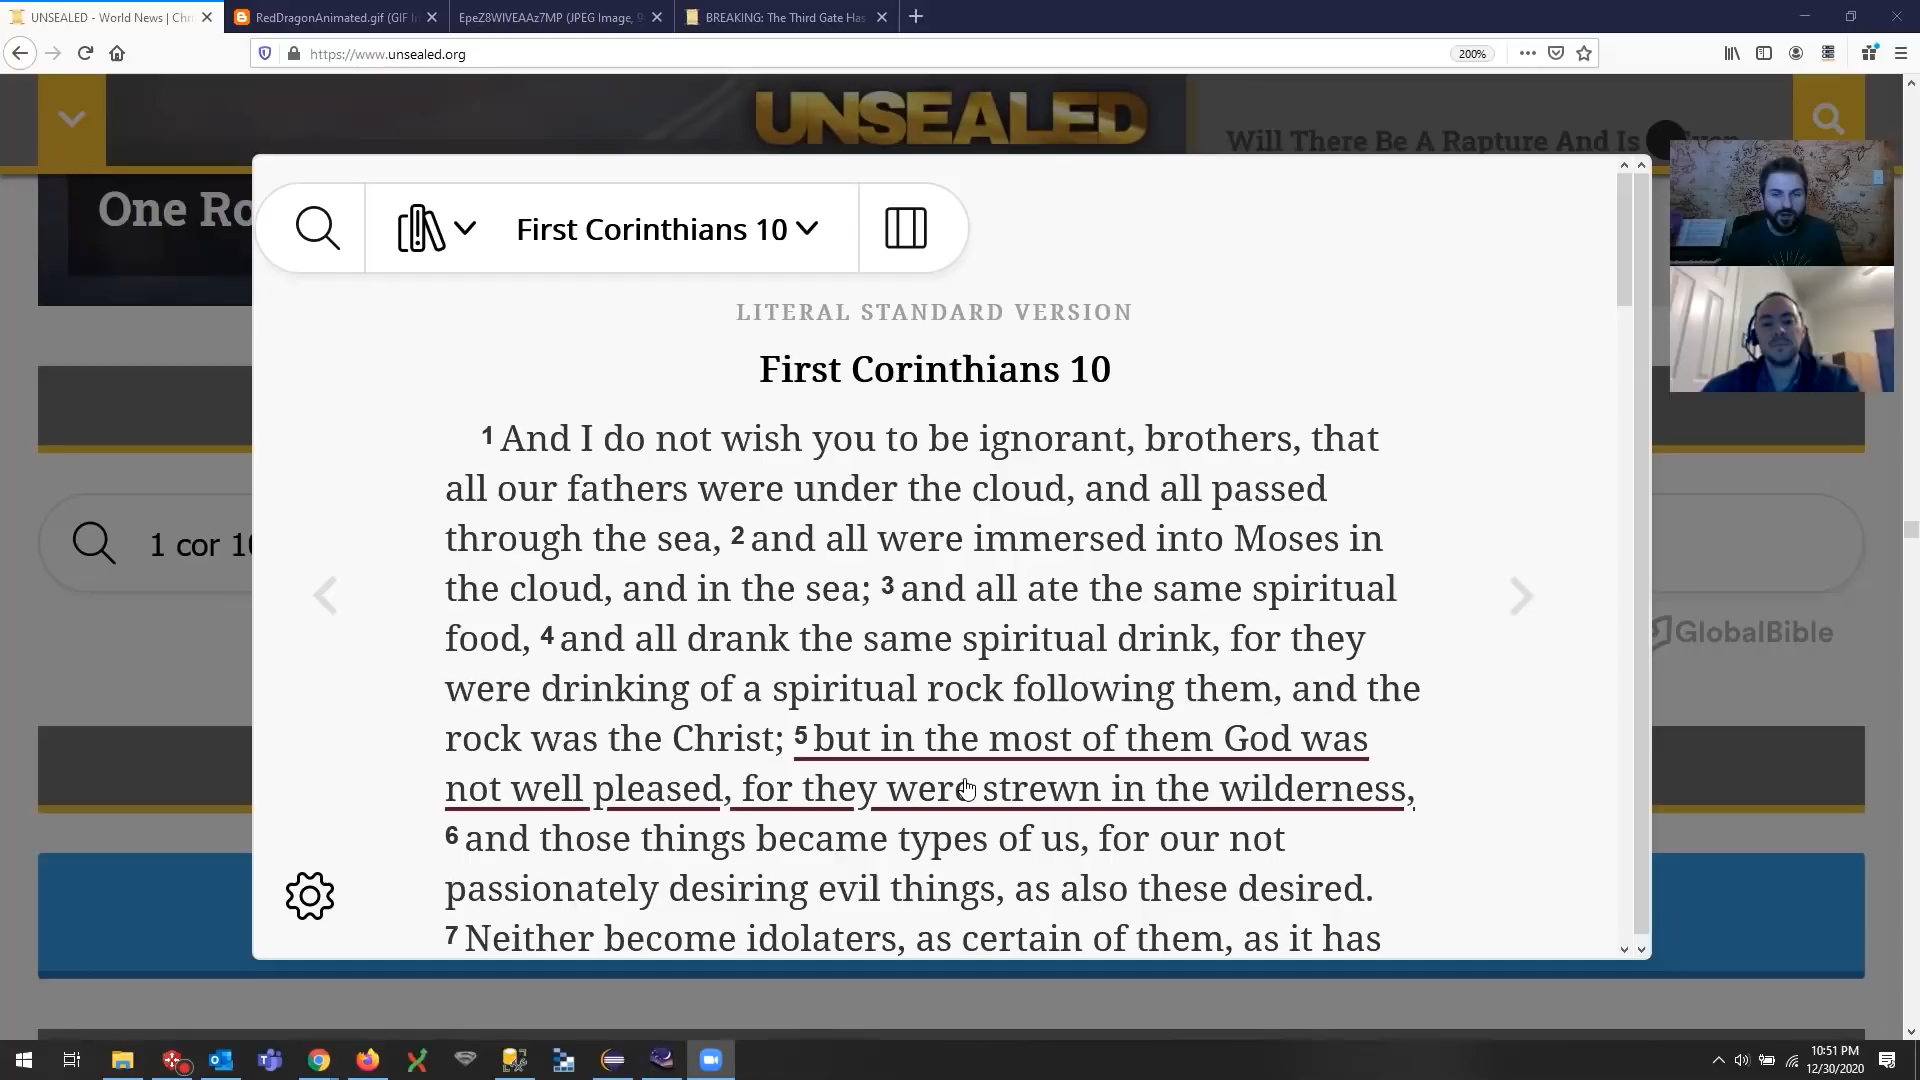 UNSEALED - World News | Chr
RedDragonAnimated.gif (GIF I
EpeZ8WIVEAAz7MP (JPEG Image, 9
BREAKING: The Third Gate Has
https://www.unsealed.org
200%
UNSEALED
Will There Be A Rapture And Is
One Ro
First Corinthians 10
LITERAL STANDARD VERSION
First Corinthians 10
1 And I do not wish you to be ignorant, brothers, that
all our fathers were under the cloud, and all passed
through the sea, 2 and all were immersed into Moses in
the cloud, and in the sea; 3 and all ate the same spiritual
food, 4 and all drank the same spiritual drink, for they
were drinking of a spiritual rock following them, and the
rock was the Christ; 5 but in the most of them God was
not well pleased, for they were strewn in the wilderness,
6 and those things became types of us, for our not
passionately desiring evil things, as also these desired.
7 Neither become idolaters, as certain of them, as it has
1 cor 10
GlobalBible
10:51 PM
12/30/2020